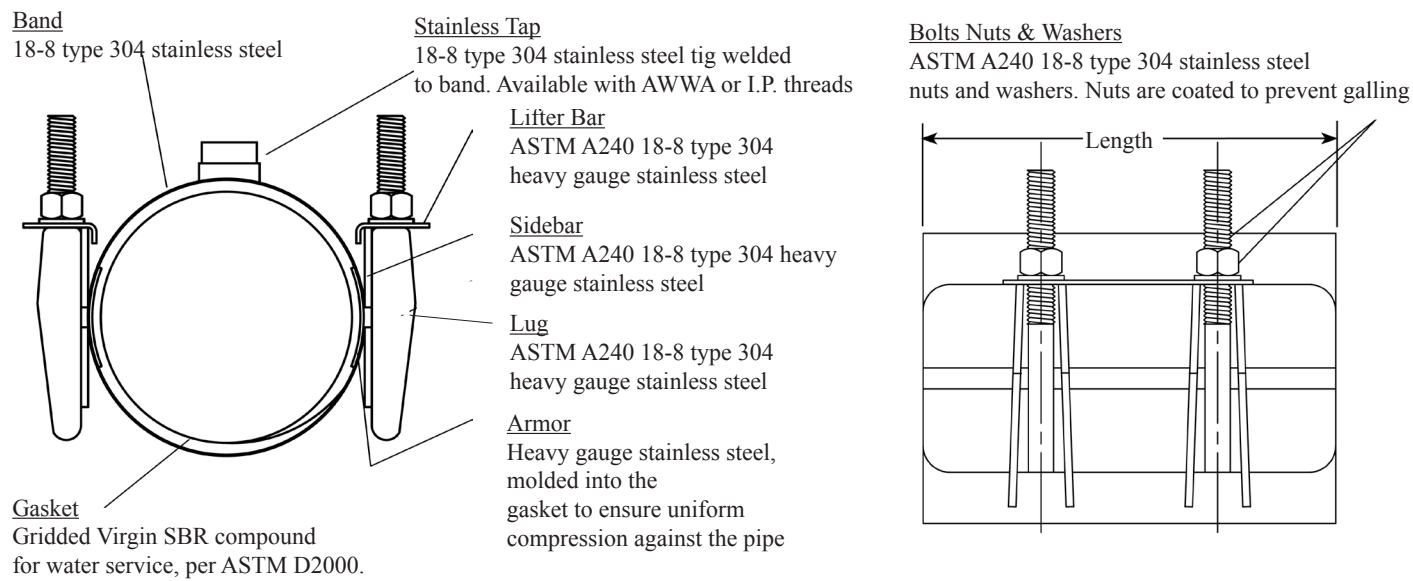 Band
18-8 type 304 stainless steel
Stainless Tap
18-8 type 304 stainless steel tig welded
to band. Available with AWWA or I.P. threads
Lifter Bar
ASTM A240 18-8 type 304
heavy gauge stainless steel
Sidebar
ASTM A240 18-8 type 304 heavy
gauge stainless steel
Lug
ASTM A240 18-8 type 304
heavy gauge stainless steel
Armor
Heavy gauge stainless steel,
molded into the
gasket to ensure uniform
compression against the pipe
Gasket
Gridded Virgin SBR compound
for water service, per ASTM D2000.
Bolts Nuts & Washers
ASTM A240 18-8 type 304 stainless steel
nuts and washers. Nuts are coated to prevent galling
Length